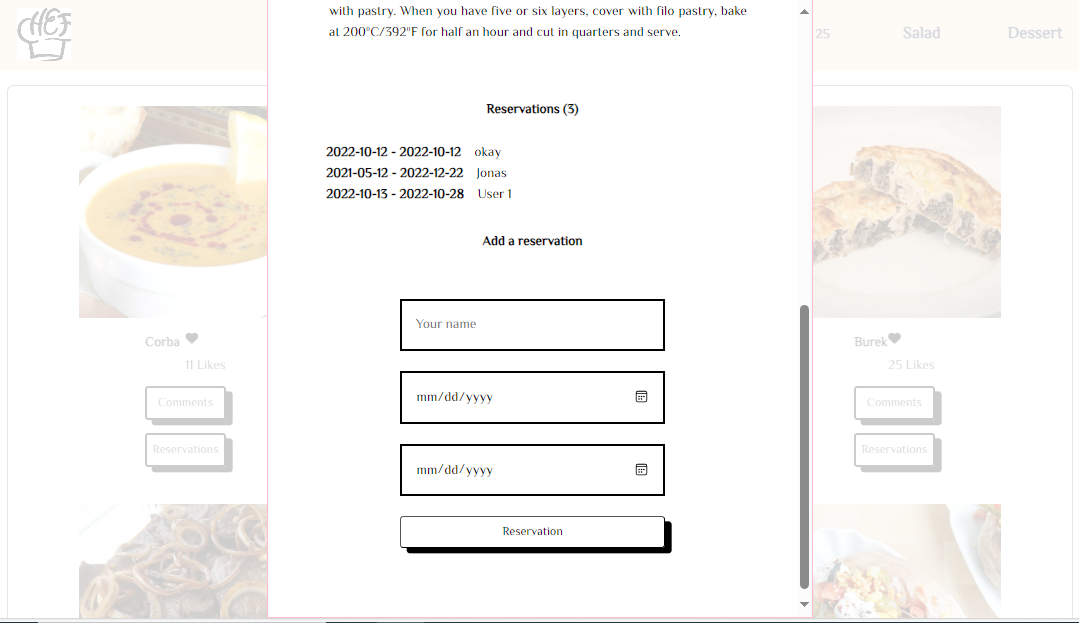 CHEF
25
Salad
Dessert
with pastry. When you have five or six layers, cover with filo pastry, bake
at 200°C/392°F for half an hour and cut in quarters and serve.
Reservations (3)
2022-10-12 - 2022-10-12 okay
2021-05-12 - 2022-12-22 Jonas
2022-10-13 - 2022-10-28 User 1
Add a reservation
Your name
mm/dd/yyyy
mm/dd/yyyy
Reservation
Corba
11 Likes
Comments
Reservations
Burek
25 Likes
Comments
Reservations